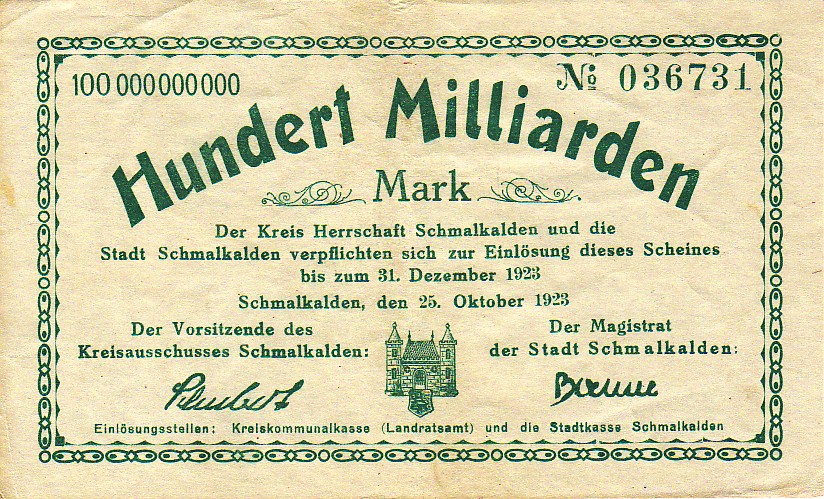 100 000 000 000
№ 036731
Hundert Milliarden
Mark
Der Kreis Herrschaft Schmalkalden und die
Stadt Schmalkalden verpflichten sich zur Einlösung dieses Scheines
bis zum 31. Dezember 1923
Schmalkalden, den 25. Oktober 1923
Der Vorsitzende des
Kreisausschusses Schmalkalden:
Der Magistrat
der Stadt Schmalkalden:
Einlösungsstellen: Kreiskommunalkasse (Landratsamt) und die Stadtkasse Schmalkalden